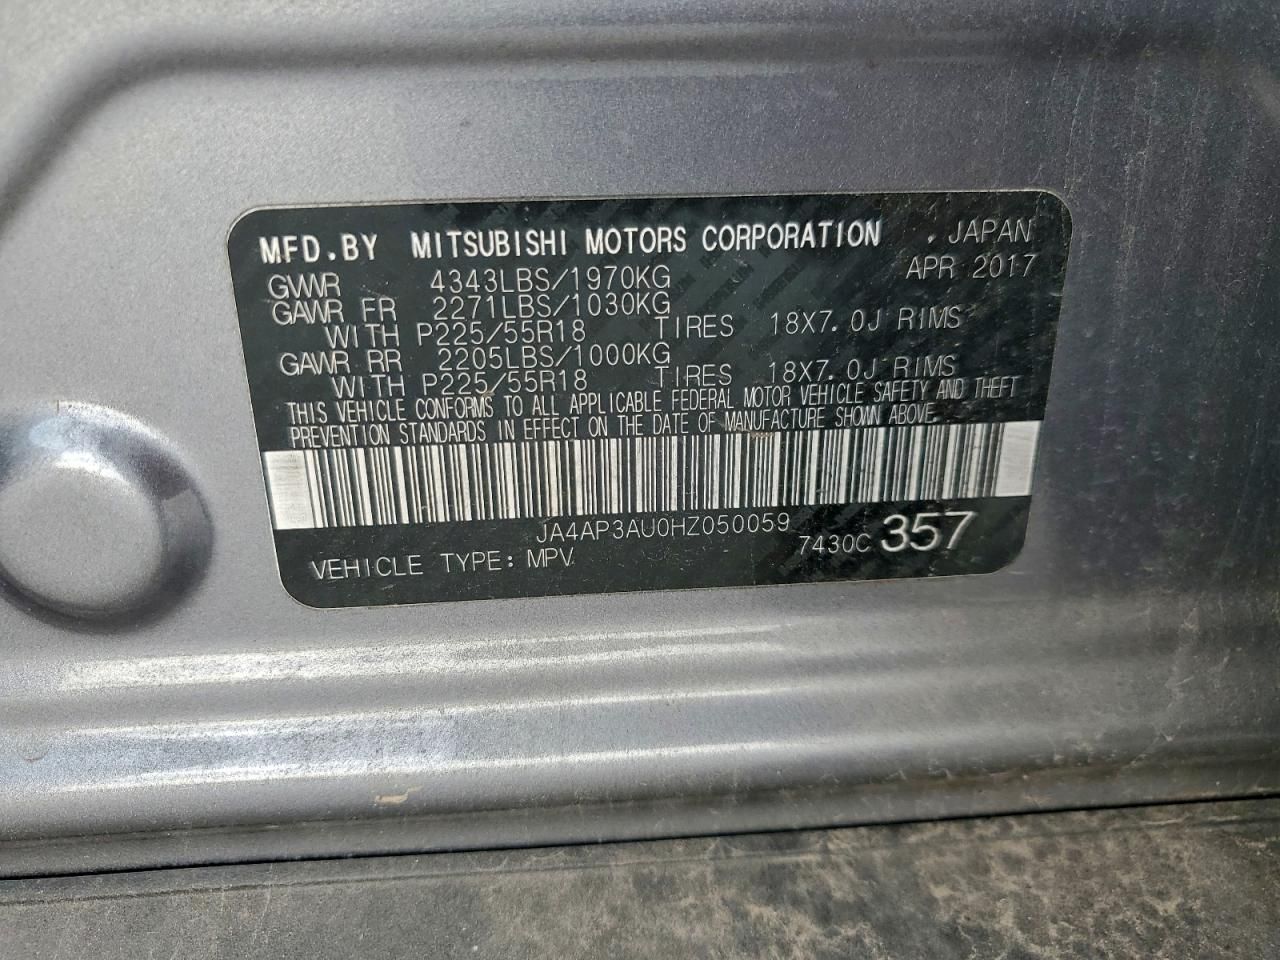 MFD.BY MITSUBISHI MOTORS CORPORATION , JAPAN
APR 2017
GVWR 4343LBS/1970KG
GAWR FR 2271LBS/1030KG
WITH P225/55R18 TIRES 18X7.0J RIMS
GAWR RR 2205LBS/1000KG
WITH P225/55R18 TIRES 18X7.0J RIMS
THIS VEHICLE CONFORMS TO ALL APPLICABLE FEDERAL MOTOR VEHICLE SAFETY AND THEFT
PREVENTION STANDARDS IN EFFECT ON THE DATE OF MANUFACTURE SHOWN ABOVE.
JA4AP3AU0HZ050059
VEHICLE TYPE: MPV 7430C 357